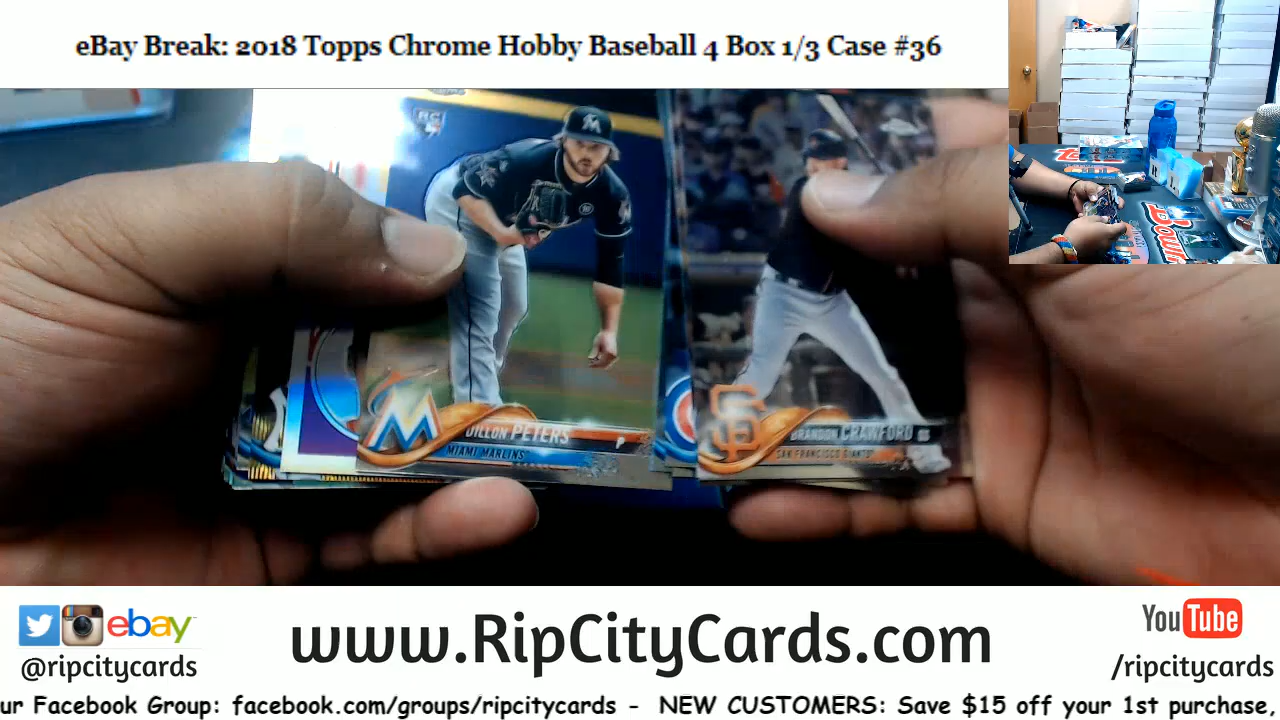 eBay Break: 2018 Topps Chrome Hobby Baseball 4 Box 1/3 Case #36
RC
DILLON PETERS P
MIAMI MARLINS
BRANDON CRAWFORD SS
SAN FRANCISCO GIANTS
ebay
@ripcitycards
www.RipCityCards.com
YouTube
/ripcitycards
ur Facebook Group: facebook.com/groups/ripcitycards - NEW CUSTOMERS: Save $15 off your 1st purchase,